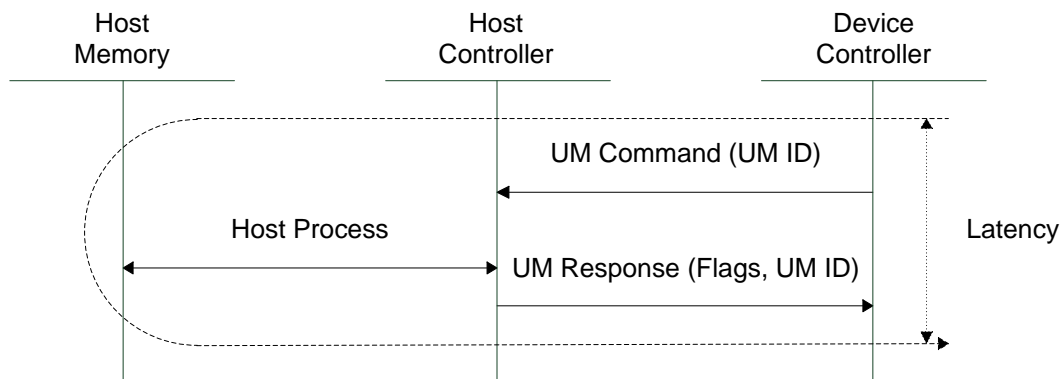 Host
Memory
Host
Controller
Device
Controller
UM Command (UM ID)
Host Process
Latency
UM Response (Flags, UM ID)